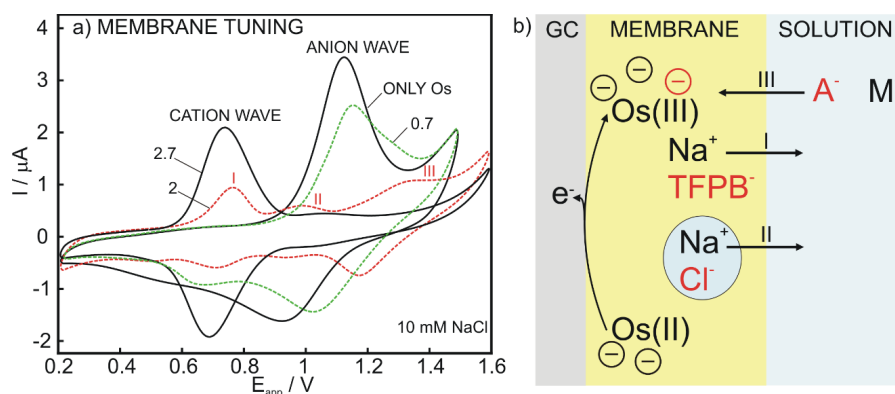 a) MEMBRANE TUNING
ANION WAVE
CATION WAVE
ONLY Os
0.7
2.7
2
I
II
III
10 mM NaCl
I / μA
4
3
2
1
0
-1
-2
0.2
0.4
0.6
0.8
1.0
1.2
1.4
1.6
E_app / V
b)
GC
MEMBRANE
SOLUTION
Os(III)
III
A⁻
M
Na⁺
I
TFPB⁻
e⁻
Na⁺
II
Cl⁻
Os(II)